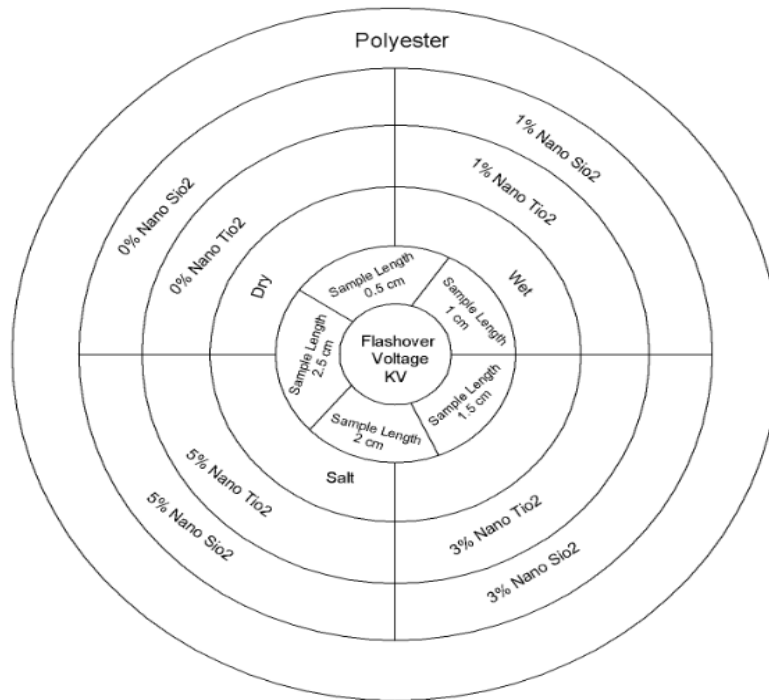 Polyester
0% Nano Sio2
1% Nano Sio2
0% Nano Tio2
1% Nano Tio2
Dry
Wet
Sample Length
0.5 cm
Sample Length
1 cm
Sample Length
2.5 cm
Flashover
Voltage
KV
Sample Length
1.5 cm
Sample Length
2 cm
Salt
5% Nano Tio2
3% Nano Tio2
5% Nano Sio2
3% Nano Sio2